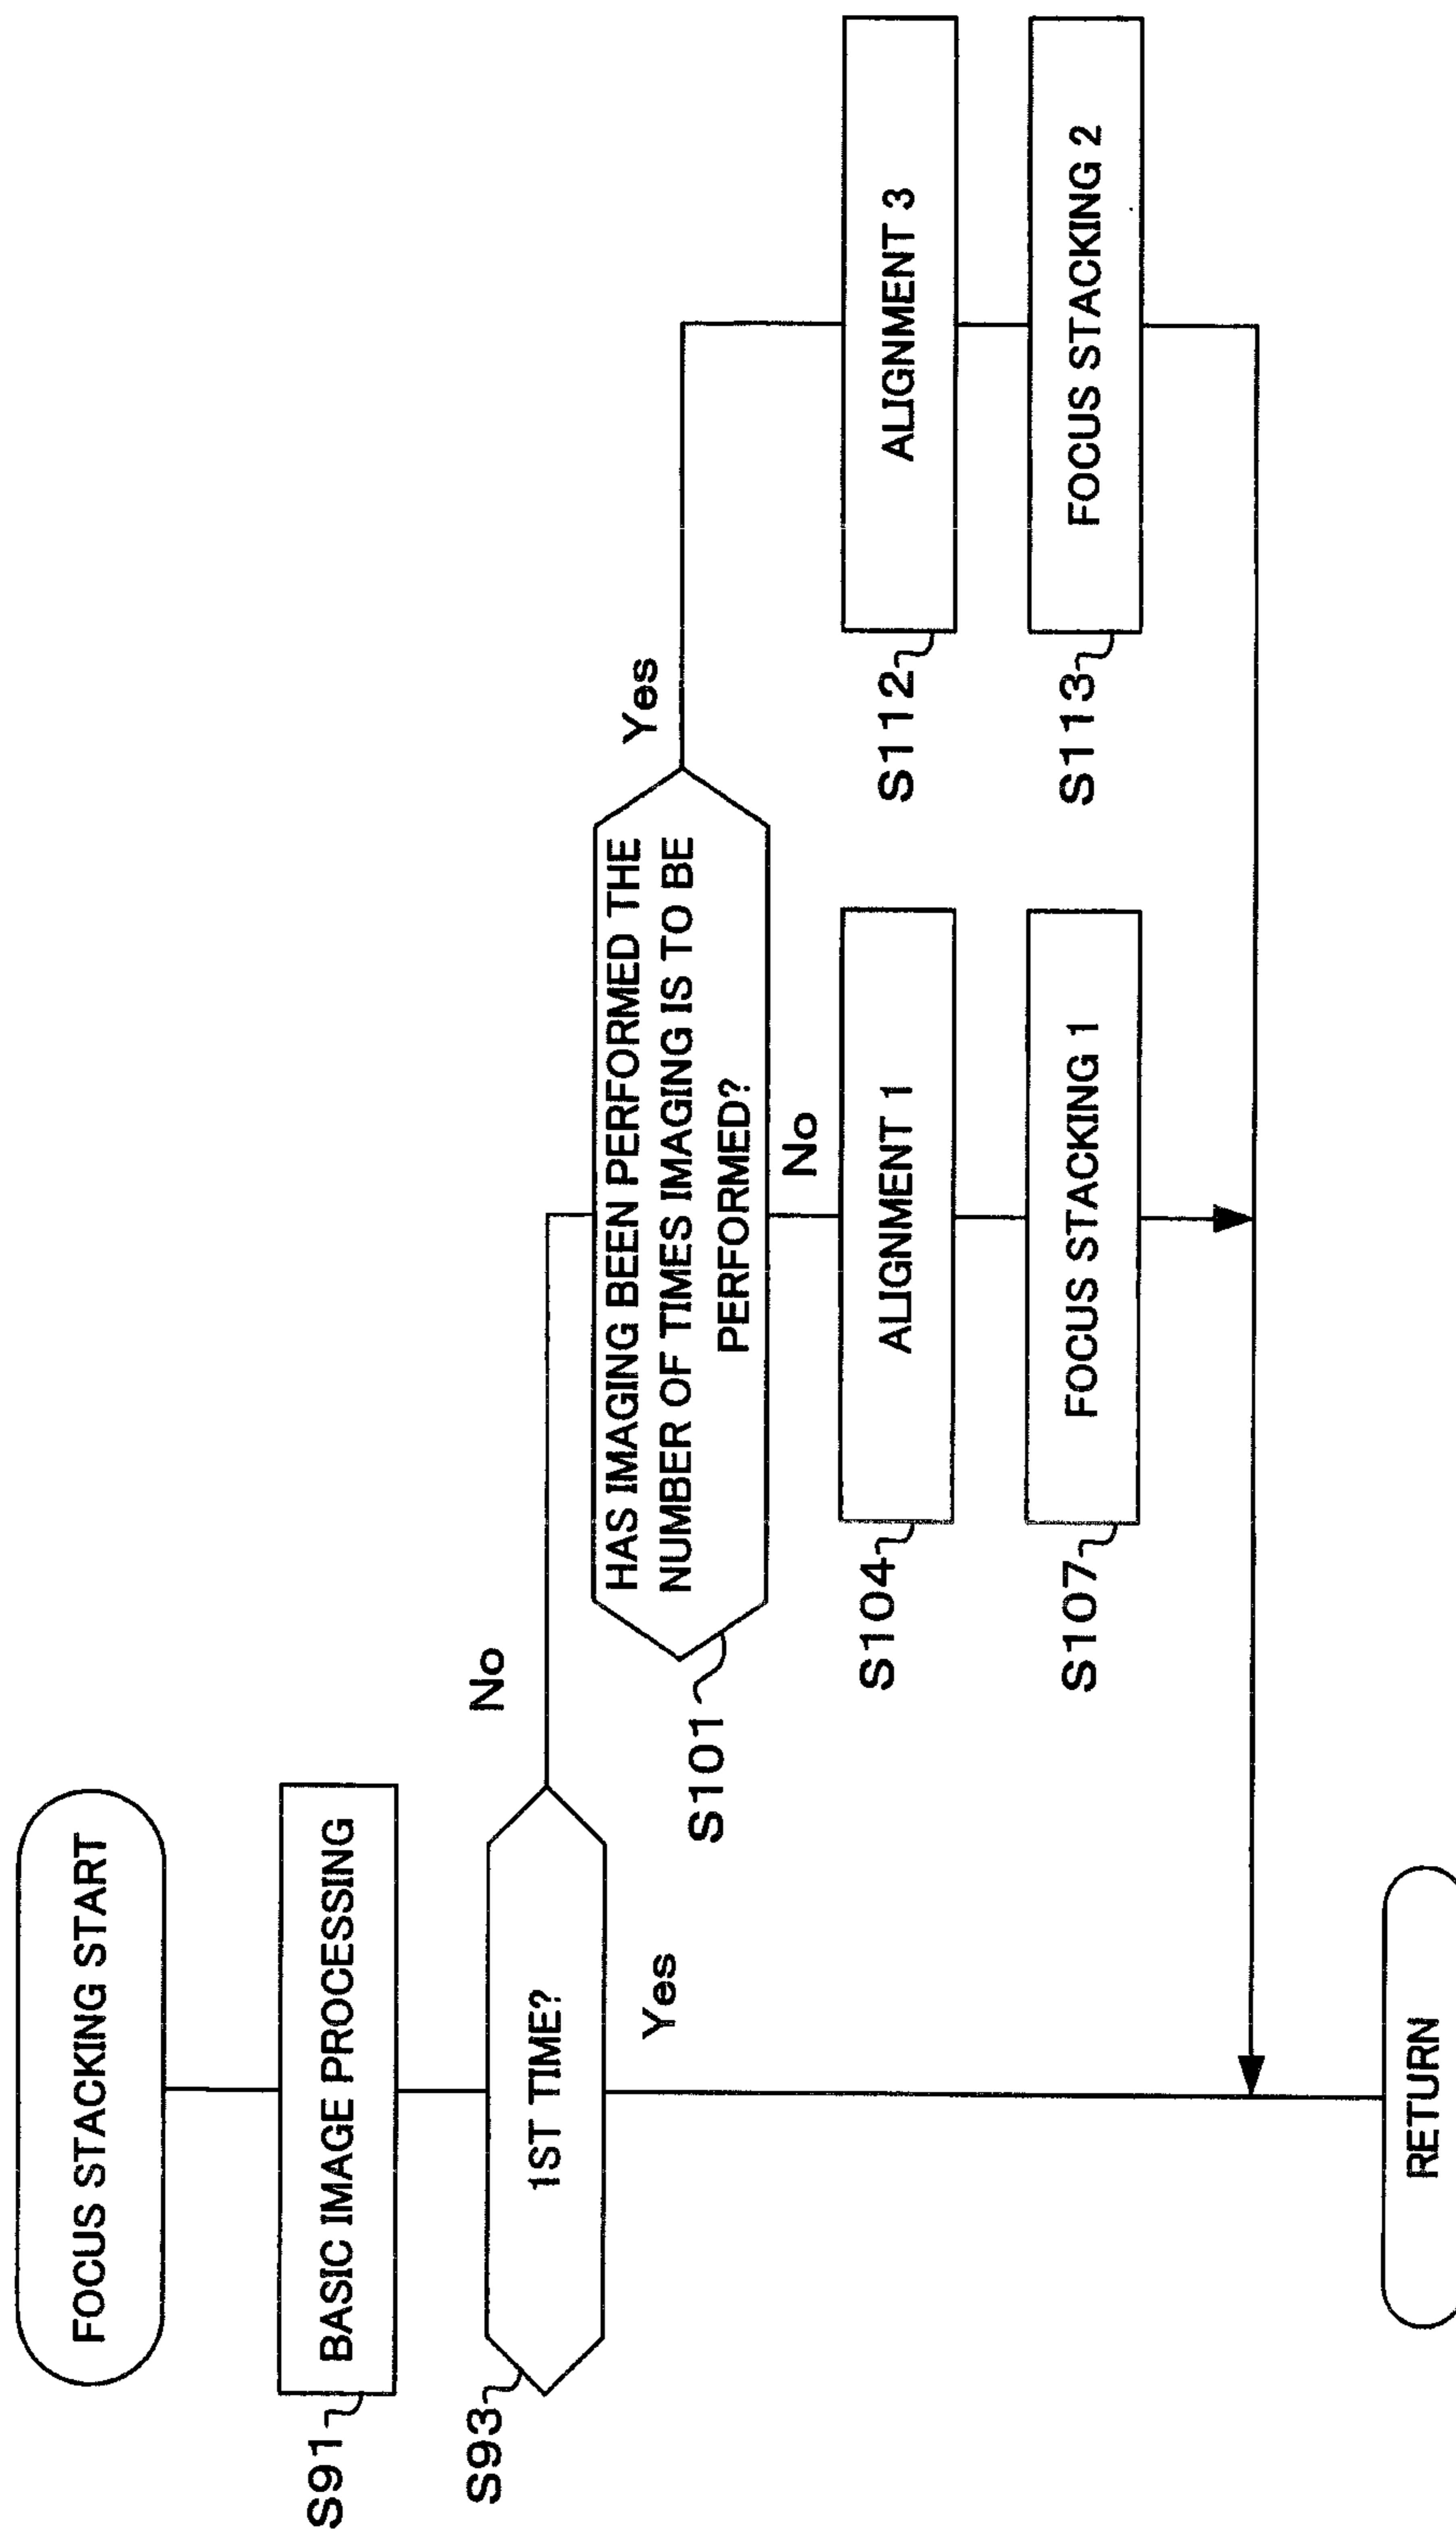 FOCUS STACKING START
S91
BASIC IMAGE PROCESSING
S93
1ST TIME?
No
Yes
S101
HAS IMAGING BEEN PERFORMED THE
NUMBER OF TIMES IMAGING IS TO BE
PERFORMED?
Yes
No
S104
ALIGNMENT 1
S112
ALIGNMENT 3
S107
FOCUS STACKING 1
S113
FOCUS STACKING 2
RETURN